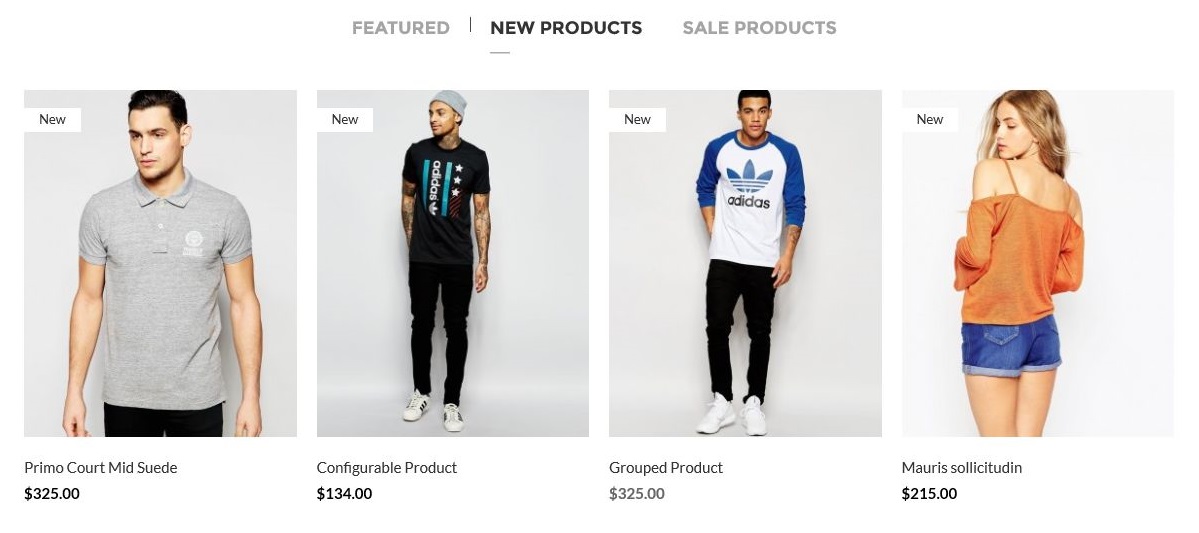 FEATURED | NEW PRODUCTS SALE PRODUCTS
New
New
New
New
adidas
adidas
Primo Court Mid Suede
$325.00
Configurable Product
$134.00
Grouped Product
$325.00
Mauris sollicitudin
$215.00